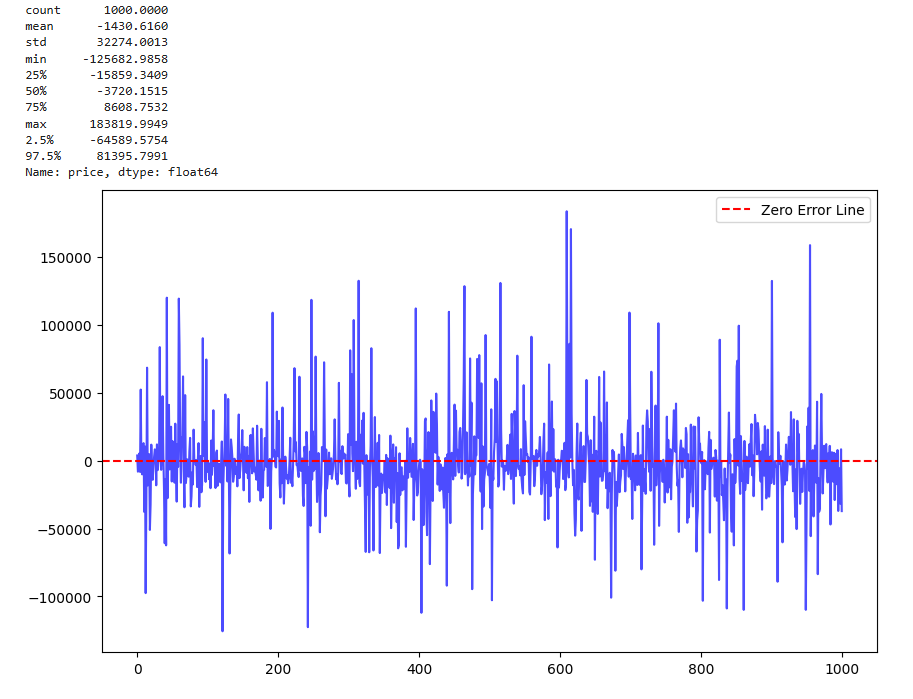 count 1000.0000
mean -1430.6160
std 32274.0013
min -125682.9858
25% -15859.3409
50% -3720.1515
75% 8608.7532
max 183819.9949
2.5% -64589.5754
97.5% 81395.7991
Name: price, dtype: float64
Zero Error Line
150000
100000
50000
0
−50000
−100000
0 200 400 600 800 1000